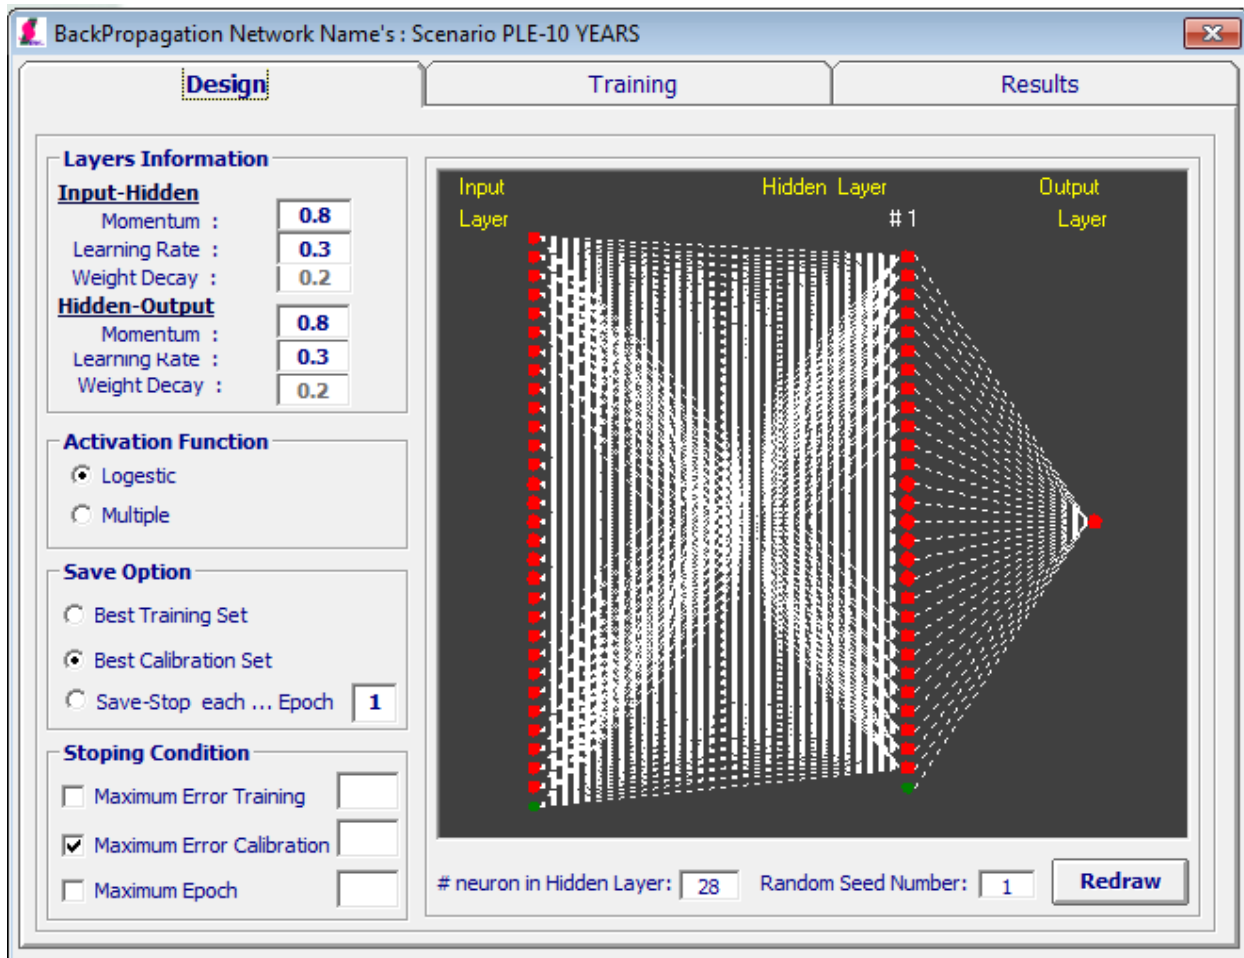 BackPropagation Network Name's : Scenario PLE-10 YEARS
Design
Training
Results
Layers Information
Input-Hidden
Momentum : 0.8
Learning Rate : 0.3
Weight Decay : 0.2
Hidden-Output
Momentum : 0.8
Learning Rate : 0.3
Weight Decay : 0.2
Activation Function
Logestic
Multiple
Save Option
Best Training Set
Best Calibration Set
Save-Stop each ... Epoch 1
Stoping Condition
Maximum Error Training
Maximum Error Calibration
Maximum Epoch
Input Layer
Hidden Layer
# 1
Output Layer
# neuron in Hidden Layer: 28 Random Seed Number: 1 Redraw